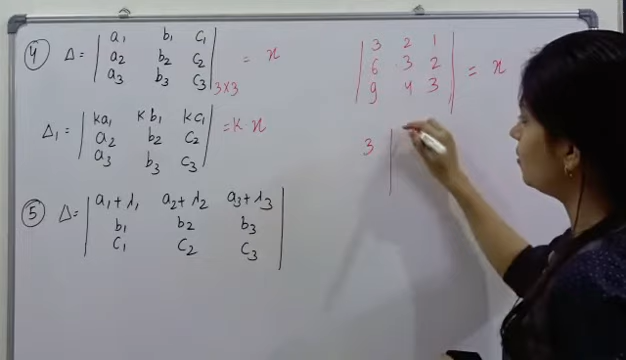 ④ Δ = | a₁ b₁ c₁ |
| a₂ b₂ c₂ | = x
| a₃ b₃ c₃ | 3×3
Δ₁ = | ka₁ kb₁ kc₁ |
| a₂ b₂ c₂ | = k x
| a₃ b₃ c₃ |
⑤ Δ = | a₁+λ₁ a₂+λ₂ a₃+λ₃ |
| b₁ b₂ b₃ |
| c₁ c₂ c₃ |
| 3 2 1 |
| 6 3 2 | = x
| 9 4 3 |
3 |